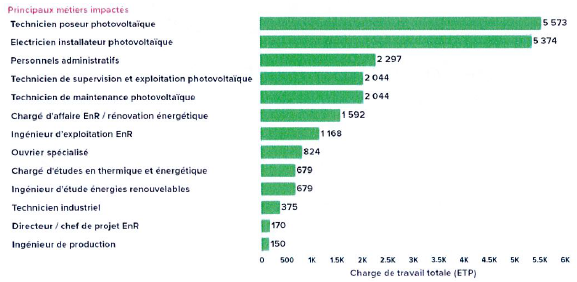 Principaux métiers impactés
Technicien poseur photovoltaïque 5 573
Electricien installateur photovoltaïque 5 374
Personnels administratifs 2 297
Technicien de supervision et exploitation photovoltaïque 2 044
Technicien de maintenance photovoltaïque 2 044
Chargé d'affaire EnR / rénovation énergétique 1 592
Ingénieur d'exploitation EnR 1 168
Ouvrier spécialisé 824
Chargé d'études en thermique et énergétique 679
Ingénieur d'étude énergies renouvelables 679
Technicien industriel 375
Directeur / chef de projet EnR 170
Ingénieur de production 150
0 500 1K 1.5K 2K 2.5K 3K 3.5K 4K 4.5K 5K 5.5K 6K
Charge de travail totale (ETP)